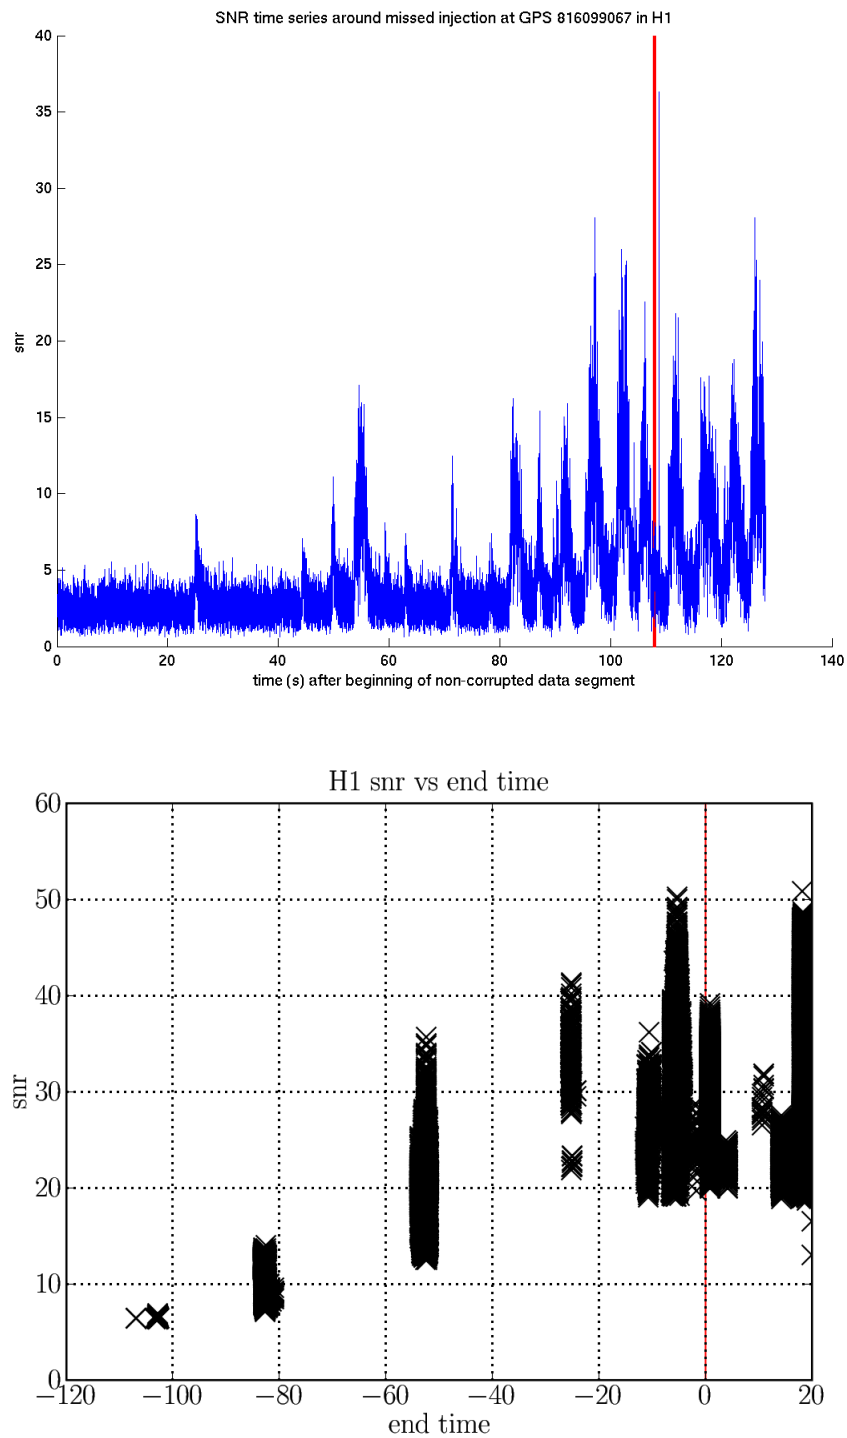 SNR time series around missed injection at GPS 816099067 in H1
40
35
30
25
20
15
10
5
0
snr
0 20 40 60 80 100 120 140
time (s) after beginning of non-corrupted data segment
H1 snr vs end time
60
50
40
30
20
10
0
snr
−120 −100 −80 −60 −40 −20 0 20
end time